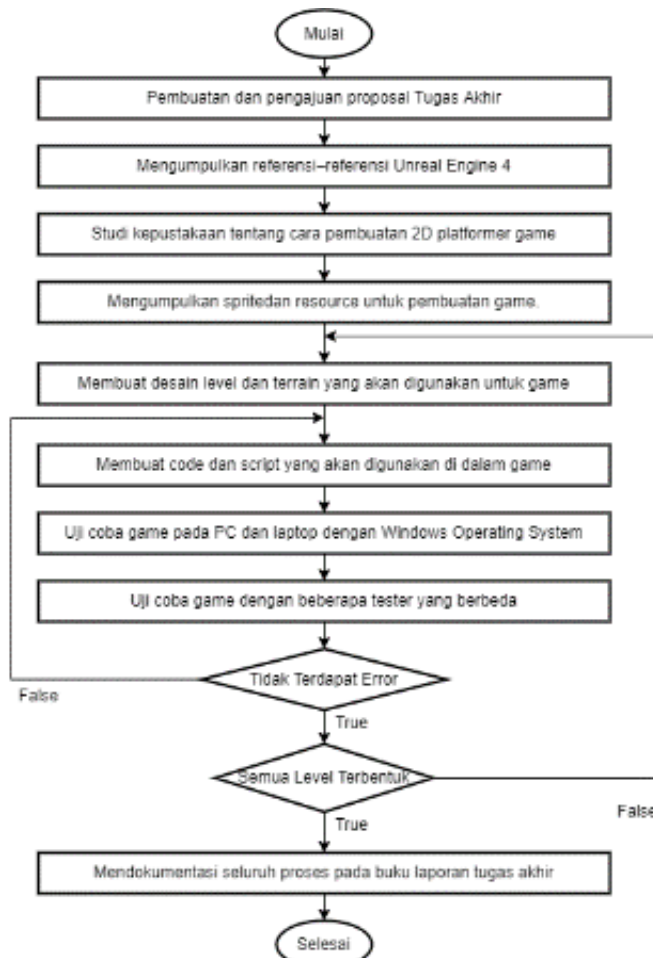 Mulai
Pembuatan dan pengajuan proposal Tugas Akhir
Mengumpulkan referensi–referensi Unreal Engine 4
Studi kepustakaan tentang cara pembuatan 2D platformer game
Mengumpulkan spritedan resource untuk pembuatan game.
Membuat desain level dan terrain yang akan digunakan untuk game
Membuat code dan script yang akan digunakan di dalam game
Uji coba game pada PC dan laptop dengan Windows Operating System
Uji coba game dengan beberapa tester yang berbeda
Tidak Terdapat Error
False
True
Semua Level Terbentuk
False
True
Mendokumentasi seluruh proses pada buku laporan tugas akhir
Selesai